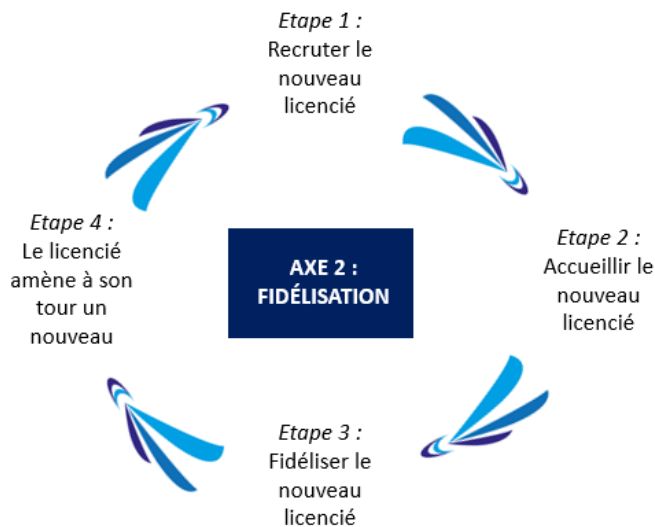 Etape 1 :
Recruter le
nouveau
licencié
Etape 2 :
Accueillir le
nouveau
licencié
Etape 3 :
Fidéliser le
nouveau
licencié
Etape 4 :
Le licencié
amène à son
tour un
nouveau
AXE 2 :
FIDÉLISATION